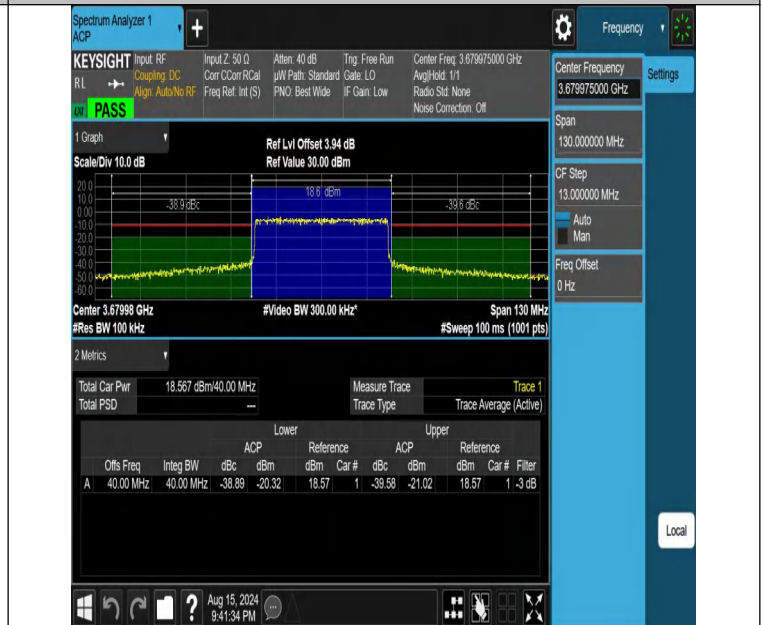 Spectrum Analyzer 1
ACP
Frequency
KEYSIGHT
RL
PASS
Input: RF
Coupling: DC
Align: Auto/No RF
Input Z: 50 Ω
Corr CCorr RCal
Freq Ref: Int (S)
Atten: 40 dB
µW Path: Standard
PNO: Best Wide
Trig: Free Run
Gate: LO
IF Gain: Low
Center Freq: 3.679975000 GHz
Avg|Hold: 1/1
Radio Std: None
Noise Correction: Off
Center Frequency
3.679975000 GHz
Settings
Span
130.000000 MHz
CF Step
13.000000 MHz
Auto
Man
Freq Offset
0 Hz
1 Graph
Scale/Div 10.0 dB
Ref Lvl Offset 3.94 dB
Ref Value 30.00 dBm
20.0
10.0
0.00
-10.0
-20.0
-30.0
-40.0
-50.0
-60.0
-38.9 dBc
18.6 dBm
-39.6 dBc
Center 3.67998 GHz
#Video BW 300.00 kHz*
Span 130 MHz
#Res BW 100 kHz
#Sweep 100 ms (1001 pts)
2 Metrics
Total Car Pwr 18.567 dBm/40.00 MHz
Total PSD ---
Measure Trace Trace 1
Trace Type Trace Average (Active)
Lower Upper
ACP Reference ACP Reference
Offs Freq Integ BW dBc dBm dBm Car # dBc dBm dBm Car # Filter
A 40.00 MHz 40.00 MHz -38.89 -20.32 18.57 1 -39.58 -21.02 18.57 1 -3 dB
Local
?
Aug 15, 2024
9:41:34 PM